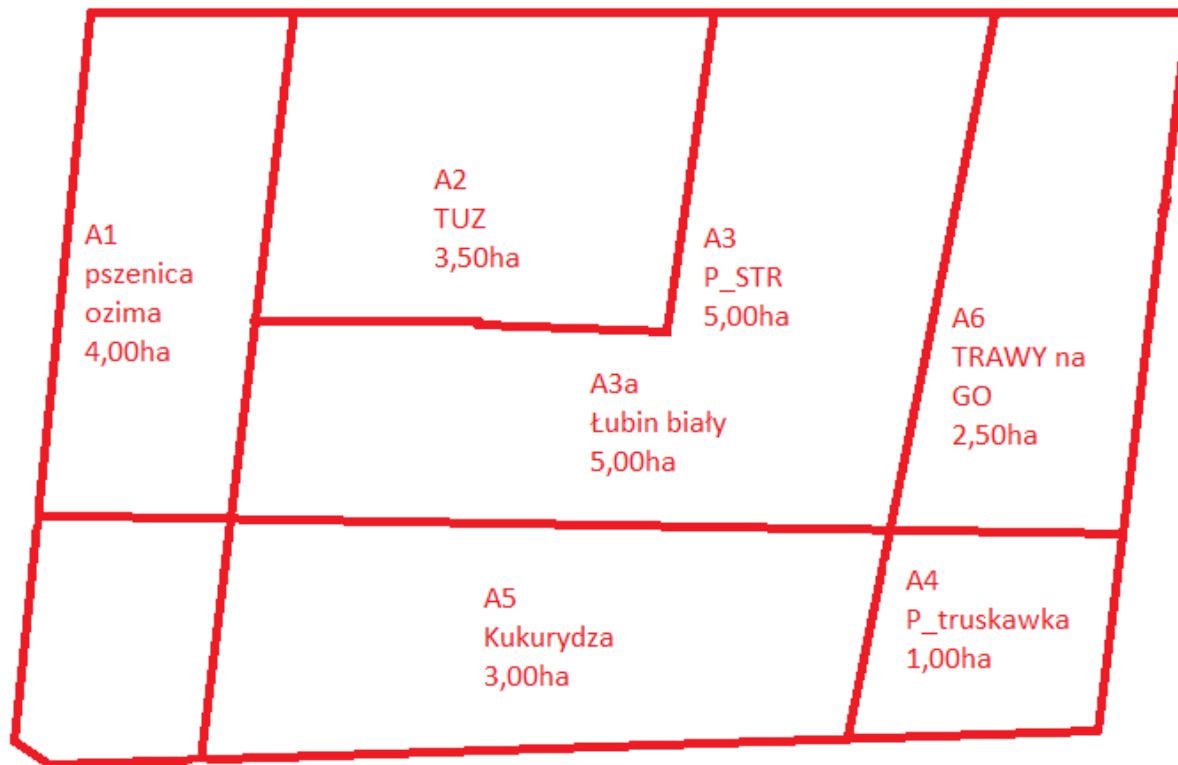 A1
pszenica
ozima
4,00ha
A2
TUZ
3,50ha
A3
P_STR
5,00ha
A3a
Łubin biały
5,00ha
A6
TRAWY na
GO
2,50ha
A5
Kukurydza
3,00ha
A4
P_truskawka
1,00ha